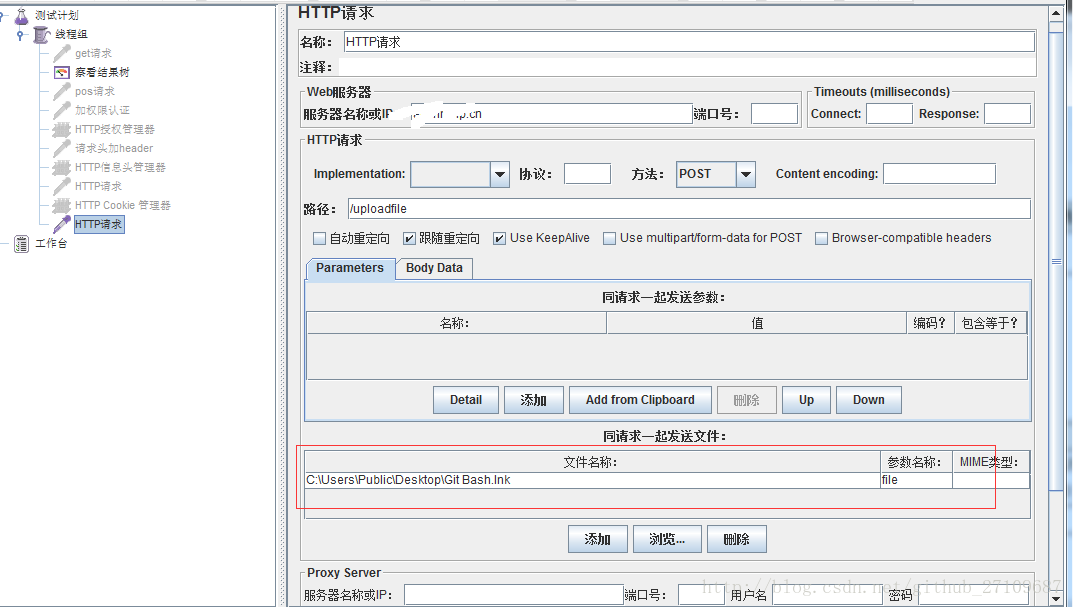 测试计划
线程组
get请求
察看结果树
pos请求
加权限认证
HTTP授权管理器
请求头加header
HTTP信息头管理器
HTTP请求
HTTP Cookie 管理器
HTTP请求
工作台
HTTP请求
名称： HTTP请求
注释：
Web服务器
服务器名称或IP .cn 端口号：
Timeouts (milliseconds)
Connect: Response:
HTTP请求
Implementation: 协议： 方法： POST Content encoding:
路径： /uploadfile
自动重定向 跟随重定向 Use KeepAlive Use multipart/form-data for POST Browser-compatible headers
Parameters Body Data
同请求一起发送参数：
名称： 值 编码? 包含等于?
Detail 添加 Add from Clipboard 删除 Up Down
同请求一起发送文件：
文件名称： 参数名称： MIME类型：
C:\Users\Public\Desktop\Git Bash.lnk file
添加 浏览... 删除
Proxy Server
服务器名称或IP： 端口号： 用户名 密码
http://blog.csdn.net/github_27109687